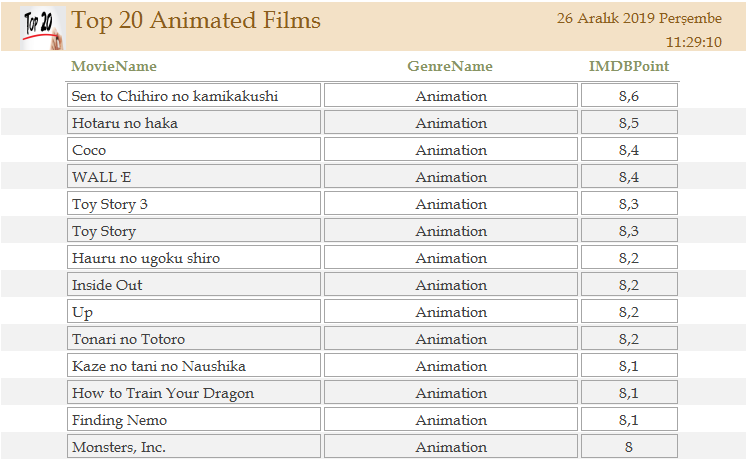 TOP 20
Top 20 Animated Films
26 Aralık 2019 Perşembe
11:29:10
MovieName GenreName IMDBPoint
Sen to Chihiro no kamikakushi Animation 8,6
Hotaru no haka Animation 8,5
Coco Animation 8,4
WALL·E Animation 8,4
Toy Story 3 Animation 8,3
Toy Story Animation 8,3
Hauru no ugoku shiro Animation 8,2
Inside Out Animation 8,2
Up Animation 8,2
Tonari no Totoro Animation 8,2
Kaze no tani no Naushika Animation 8,1
How to Train Your Dragon Animation 8,1
Finding Nemo Animation 8,1
Monsters, Inc. Animation 8